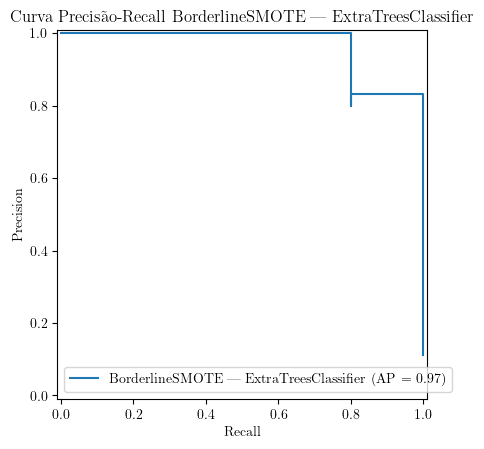 Curva Precisão-Recall BorderlineSMOTE — ExtraTreesClassifier
1.0
0.8
0.6
0.4
0.2
0.0
Precision
BorderlineSMOTE — ExtraTreesClassifier (AP = 0.97)
0.0 0.2 0.4 0.6 0.8 1.0
Recall